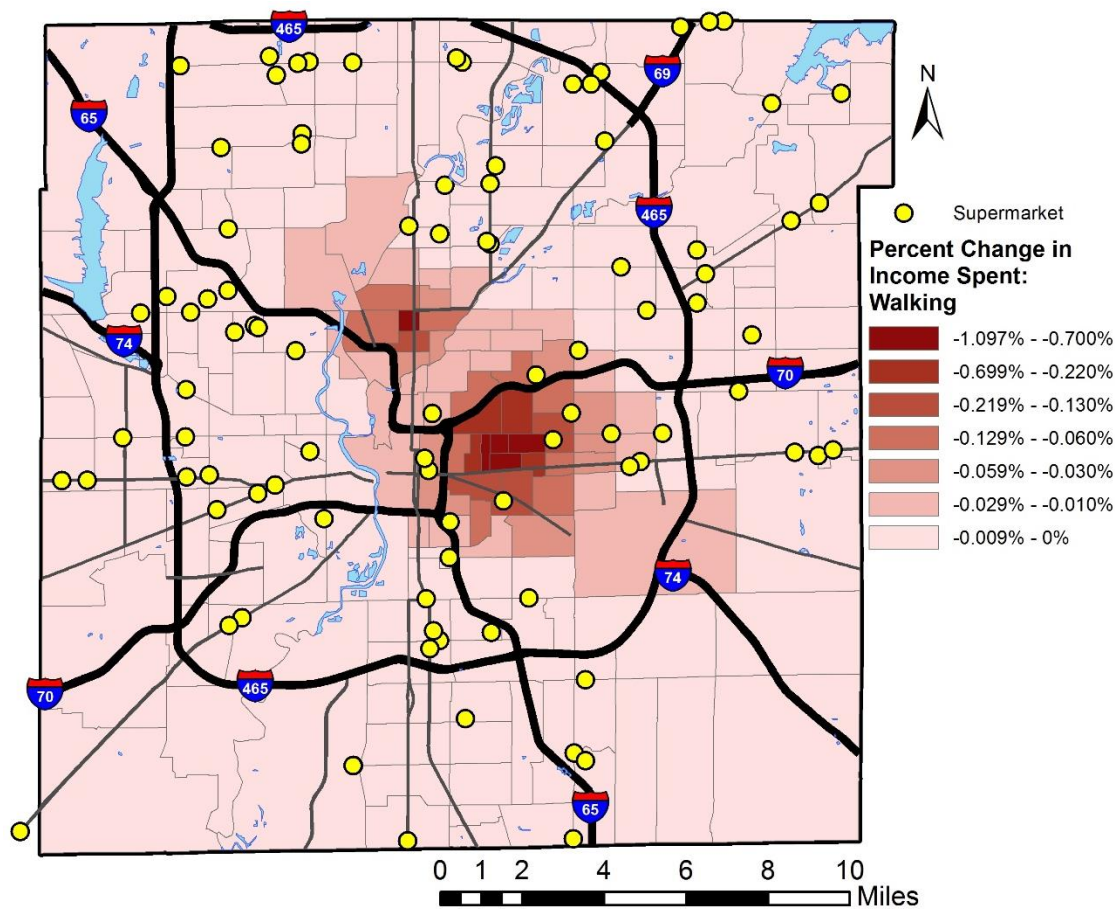 465
69
65
N
465
Supermarket
Percent Change in
Income Spent:
Walking
74
-1.097% - -0.700%
70
-0.699% - -0.220%
-0.219% - -0.130%
-0.129% - -0.060%
-0.059% - -0.030%
-0.029% - -0.010%
-0.009% - 0%
74
70
465
65
0 1 2 4 6 8 10
Miles